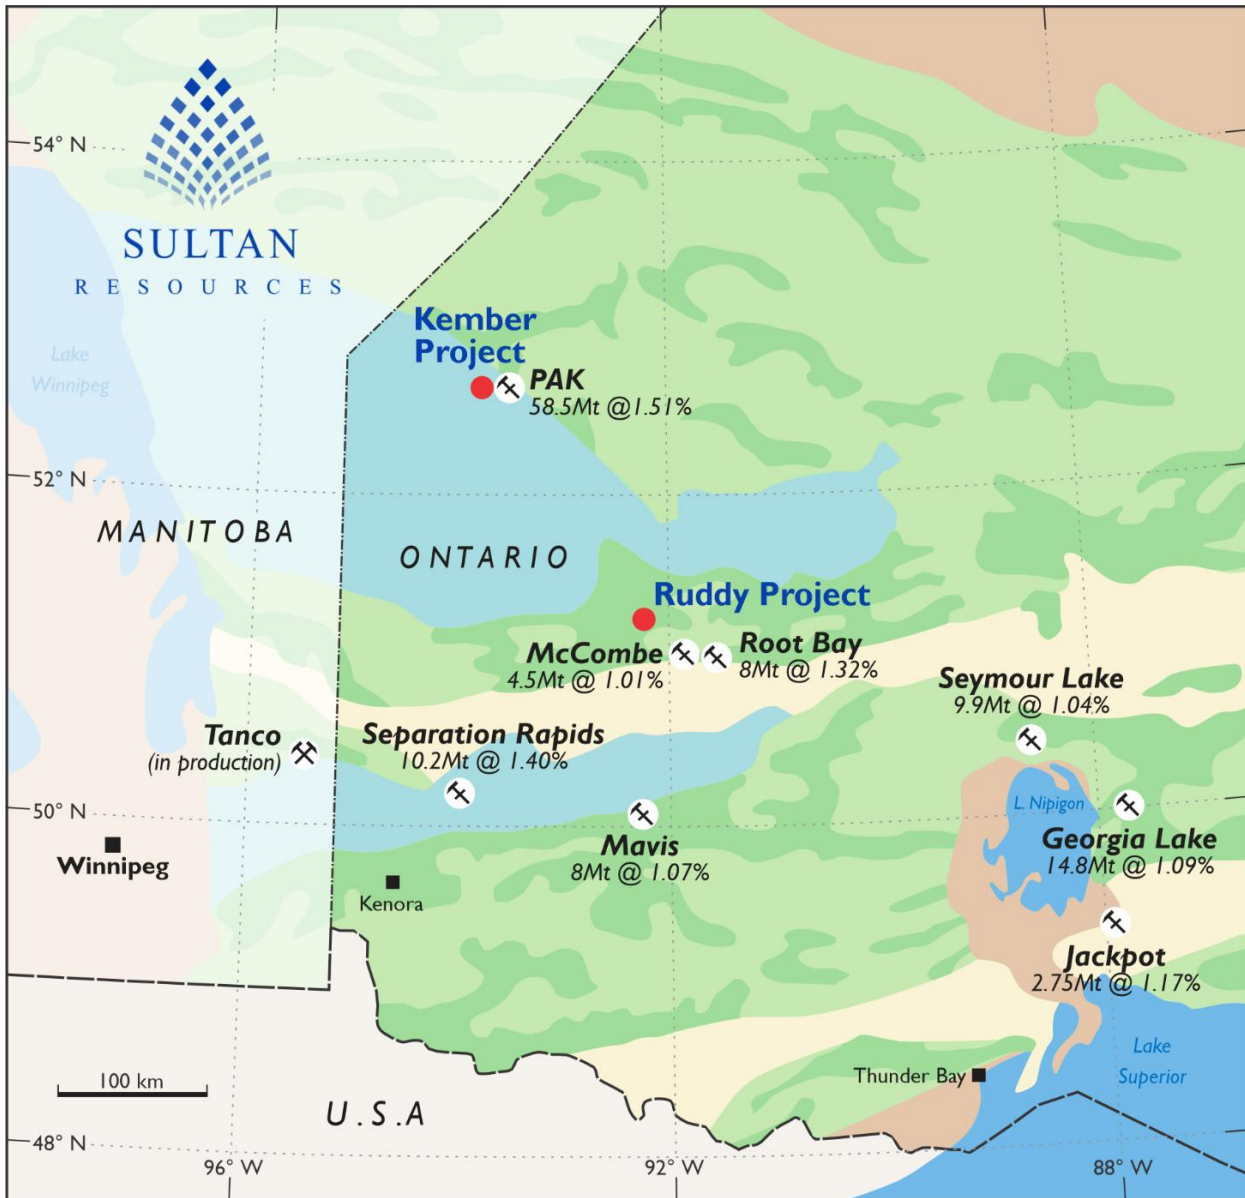 54° N
SULTAN
RESOURCES
Kember
Project
Lake
Winnipeg
PAK
58.5Mt @1.51%
52° N
MANITOBA
ONTARIO
Ruddy Project
McCombe
4.5Mt @ 1.01%
Root Bay
8Mt @ 1.32%
Seymour Lake
9.9Mt @ 1.04%
Tanco
(in production)
Separation Rapids
10.2Mt @ 1.40%
50° N
L. Nipigon
Winnipeg
Mavis
8Mt @ 1.07%
Georgia Lake
14.8Mt @ 1.09%
Kenora
Jackpot
2.75Mt @ 1.17%
100 km
Thunder Bay
Lake
Superior
U.S.A
48° N
96° W
92° W
88° W